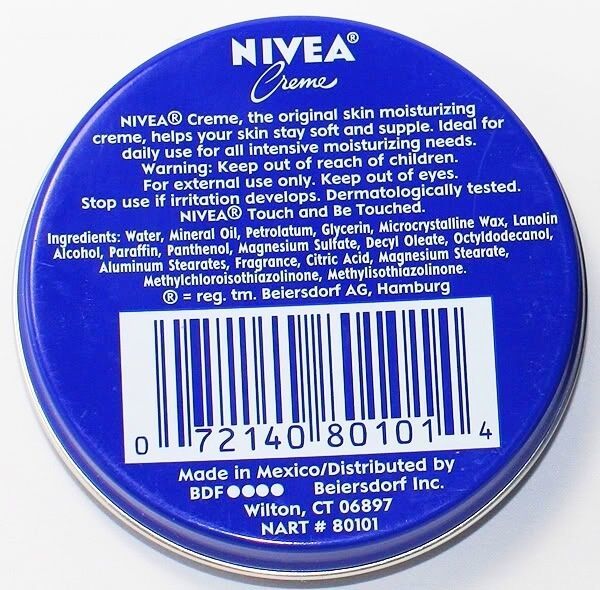 NIVEA®
Creme
NIVEA® Creme, the original skin moisturizing
creme, helps your skin stay soft and supple. Ideal for
daily use for all intensive moisturizing needs.
Warning: Keep out of reach of children.
For external use only. Keep out of eyes.
Stop use if irritation develops. Dermatologically tested.
NIVEA® Touch and Be Touched.
Ingredients: Water, Mineral Oil, Petrolatum, Glycerin, Microcrystalline Wax, Lanolin
Alcohol, Paraffin, Panthenol, Magnesium Sulfate, Decyl Oleate, Octyldodecanol,
Aluminum Stearates, Fragrance, Citric Acid, Magnesium Stearate,
Methylchloroisothiazolinone, Methylisothiazolinone.
® = reg. tm. Beiersdorf AG, Hamburg
0 72140 80101 4
Made in Mexico/Distributed by
BDF●●●● Beiersdorf Inc.
Wilton, CT 06897
NART # 80101